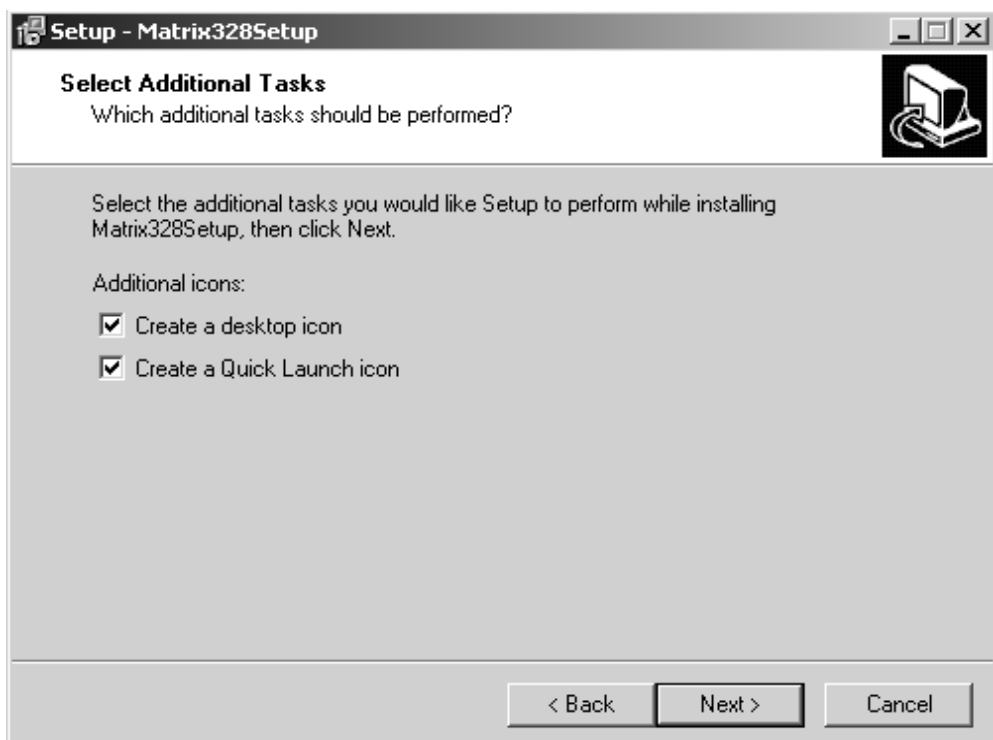 Setup - Matrix328Setup
Select Additional Tasks
Which additional tasks should be performed?
Select the additional tasks you would like Setup to perform while installing
Matrix328Setup, then click Next.
Additional icons:
Create a desktop icon
Create a Quick Launch icon
< Back
Next >
Cancel